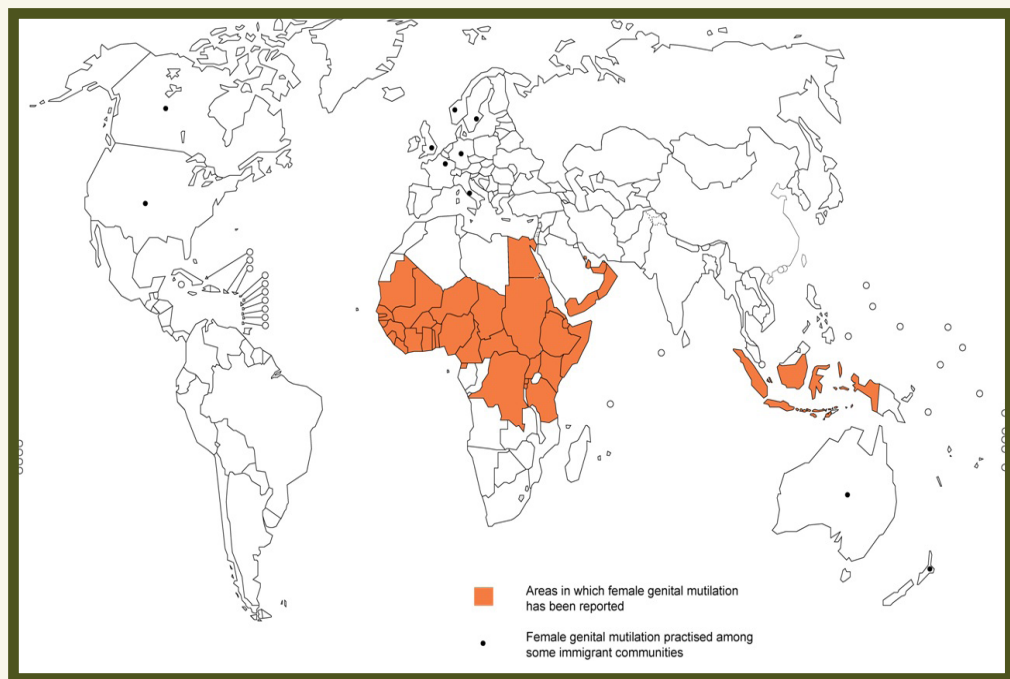 Areas in which female genital mutilation
has been reported
Female genital mutilation practised among
some immigrant communities